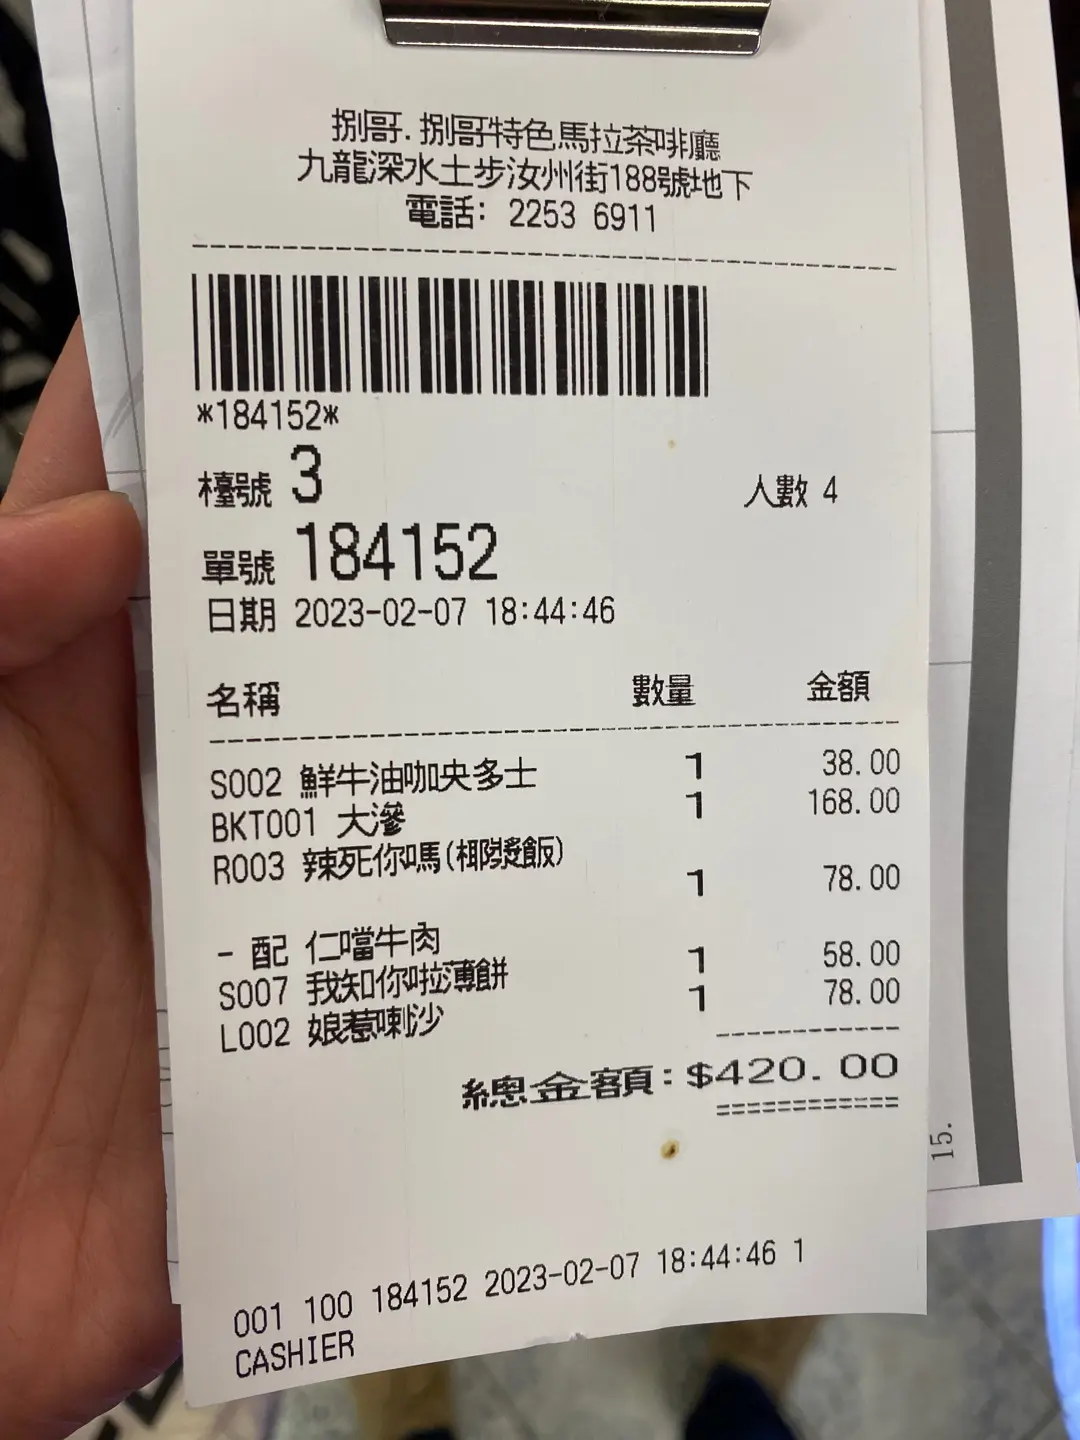 捌哥.捌哥特色馬拉茶啡廳
九龍深水土步汝州街188號地下
電話: 2253 6911
*184152*
檯號 3 人數 4
單號 184152
日期 2023-02-07 18:44:46
名稱 數量 金額
S002 鮮牛油咖央多士 1 38.00
BKT001 大滲 1 168.00
R003 辣死你嗎(椰漿飯) 1 78.00
- 配 仁噹牛肉
S007 我知你啦薄餅 1 58.00
L002 娘惹喇沙 1 78.00
總金額:$420.00
15.
001 100 184152 2023-02-07 18:44:46 1
CASHIER